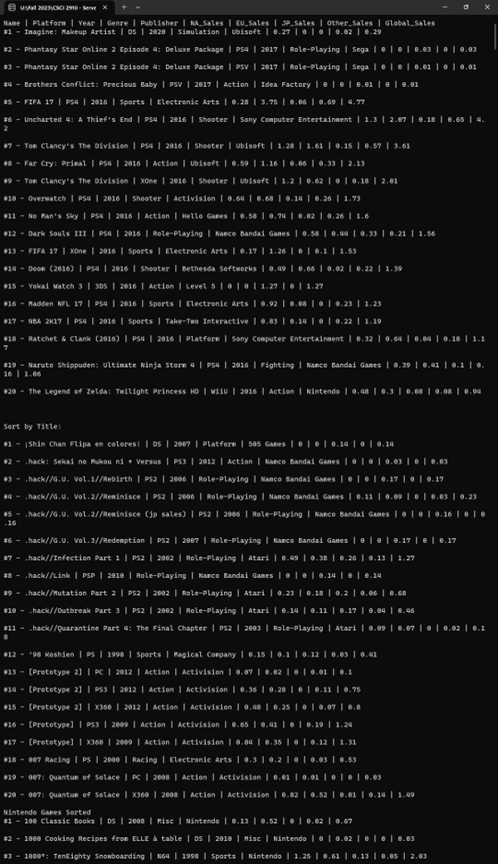 U:\Fall 2023\CSCI 2910 - Serve
Name | Platform | Year | Genre | Publisher | NA_Sales | EU_Sales | JP_Sales | Other_Sales | Global_Sales
#1 - Imagine: Makeup Artist | DS | 2020 | Simulation | Ubisoft | 0.27 | 0 | 0 | 0.02 | 0.29
#2 - Phantasy Star Online 2 Episode 4: Deluxe Package | PS4 | 2017 | Role-Playing | Sega | 0 | 0 | 0.03 | 0 | 0.03
#3 - Phantasy Star Online 2 Episode 4: Deluxe Package | PSV | 2017 | Role-Playing | Sega | 0 | 0 | 0.01 | 0 | 0.01
#4 - Brothers Conflict: Precious Baby | PSV | 2017 | Action | Idea Factory | 0 | 0 | 0.01 | 0 | 0.01
#5 - FIFA 17 | PS4 | 2016 | Sports | Electronic Arts | 0.28 | 3.75 | 0.06 | 0.69 | 4.77
#6 - Uncharted 4: A Thief's End | PS4 | 2016 | Shooter | Sony Computer Entertainment | 1.3 | 2.07 | 0.18 | 0.65 | 4.
2
#7 - Tom Clancy's The Division | PS4 | 2016 | Shooter | Ubisoft | 1.28 | 1.61 | 0.15 | 0.57 | 3.61
#8 - Far Cry: Primal | PS4 | 2016 | Action | Ubisoft | 0.59 | 1.16 | 0.06 | 0.33 | 2.13
#9 - Tom Clancy's The Division | XOne | 2016 | Shooter | Ubisoft | 1.2 | 0.62 | 0 | 0.18 | 2.01
#10 - Overwatch | PS4 | 2016 | Shooter | Activision | 0.64 | 0.68 | 0.14 | 0.26 | 1.73
#11 - No Man's Sky | PS4 | 2016 | Action | Hello Games | 0.58 | 0.74 | 0.02 | 0.26 | 1.6
#12 - Dark Souls III | PS4 | 2016 | Role-Playing | Namco Bandai Games | 0.58 | 0.44 | 0.33 | 0.21 | 1.56
#13 - FIFA 17 | XOne | 2016 | Sports | Electronic Arts | 0.17 | 1.26 | 0 | 0.1 | 1.53
#14 - Doom (2016) | PS4 | 2016 | Shooter | Bethesda Softworks | 0.49 | 0.66 | 0.02 | 0.22 | 1.39
#15 - Yokai Watch 3 | 3DS | 2016 | Action | Level 5 | 0 | 0 | 1.27 | 0 | 1.27
#16 - Madden NFL 17 | PS4 | 2016 | Sports | Electronic Arts | 0.92 | 0.08 | 0 | 0.23 | 1.23
#17 - NBA 2K17 | PS4 | 2016 | Sports | Take-Two Interactive | 0.83 | 0.14 | 0 | 0.22 | 1.19
#18 - Ratchet & Clank (2016) | PS4 | 2016 | Platform | Sony Computer Entertainment | 0.32 | 0.64 | 0.04 | 0.18 | 1.1
7
#19 - Naruto Shippuden: Ultimate Ninja Storm 4 | PS4 | 2016 | Fighting | Namco Bandai Games | 0.39 | 0.41 | 0.1 | 0.
16 | 1.06
#20 - The Legend of Zelda: Twilight Princess HD | WiiU | 2016 | Action | Nintendo | 0.48 | 0.3 | 0.08 | 0.08 | 0.94
Sort by Title:
#1 - ¡Shin Chan Flipa en colores! | DS | 2007 | Platform | 505 Games | 0 | 0 | 0.14 | 0 | 0.14
#2 - .hack: Sekai no Mukou ni + Versus | PS3 | 2012 | Action | Namco Bandai Games | 0 | 0 | 0.03 | 0 | 0.03
#3 - .hack//G.U. Vol.1//Rebirth | PS2 | 2006 | Role-Playing | Namco Bandai Games | 0 | 0 | 0.17 | 0 | 0.17
#4 - .hack//G.U. Vol.2//Reminisce | PS2 | 2006 | Role-Playing | Namco Bandai Games | 0.11 | 0.09 | 0 | 0.03 | 0.23
#5 - .hack//G.U. Vol.2//Reminisce (jp sales) | PS2 | 2006 | Role-Playing | Namco Bandai Games | 0 | 0 | 0.16 | 0 | 0
.16
#6 - .hack//G.U. Vol.3//Redemption | PS2 | 2007 | Role-Playing | Namco Bandai Games | 0 | 0 | 0.17 | 0 | 0.17
#7 - .hack//Infection Part 1 | PS2 | 2002 | Role-Playing | Atari | 0.49 | 0.38 | 0.26 | 0.13 | 1.27
#8 - .hack//Link | PSP | 2010 | Role-Playing | Namco Bandai Games | 0 | 0 | 0.14 | 0 | 0.14
#9 - .hack//Mutation Part 2 | PS2 | 2002 | Role-Playing | Atari | 0.23 | 0.18 | 0.2 | 0.06 | 0.68
#10 - .hack//Outbreak Part 3 | PS2 | 2002 | Role-Playing | Atari | 0.14 | 0.11 | 0.17 | 0.04 | 0.46
#11 - .hack//Quarantine Part 4: The Final Chapter | PS2 | 2003 | Role-Playing | Atari | 0.09 | 0.07 | 0 | 0.02 | 0.1
8
#12 - '98 Koshien | PS | 1998 | Sports | Magical Company | 0.15 | 0.1 | 0.12 | 0.03 | 0.41
#13 - [Prototype 2] | PC | 2012 | Action | Activision | 0.07 | 0.02 | 0 | 0.01 | 0.1
#14 - [Prototype 2] | PS3 | 2012 | Action | Activision | 0.36 | 0.28 | 0 | 0.11 | 0.75
#15 - [Prototype 2] | X360 | 2012 | Action | Activision | 0.48 | 0.25 | 0 | 0.07 | 0.8
#16 - [Prototype] | PS3 | 2009 | Action | Activision | 0.65 | 0.41 | 0 | 0.19 | 1.24
#17 - [Prototype] | X360 | 2009 | Action | Activision | 0.84 | 0.35 | 0 | 0.12 | 1.31
#18 - 007 Racing | PS | 2000 | Racing | Electronic Arts | 0.3 | 0.2 | 0 | 0.03 | 0.53
#19 - 007: Quantum of Solace | PC | 2008 | Action | Activision | 0.01 | 0.01 | 0 | 0 | 0.03
#20 - 007: Quantum of Solace | X360 | 2008 | Action | Activision | 0.82 | 0.52 | 0.01 | 0.14 | 1.49
Nintendo Games Sorted
#1 - 100 Classic Books | DS | 2008 | Misc | Nintendo | 0.13 | 0.52 | 0 | 0.02 | 0.67
#2 - 1000 Cooking Recipes from ELLE à table | DS | 2010 | Misc | Nintendo | 0 | 0.02 | 0 | 0 | 0.03
#3 - 1080°: TenEighty Snowboarding | N64 | 1998 | Sports | Nintendo | 1.25 | 0.61 | 0.13 | 0.05 | 2.03